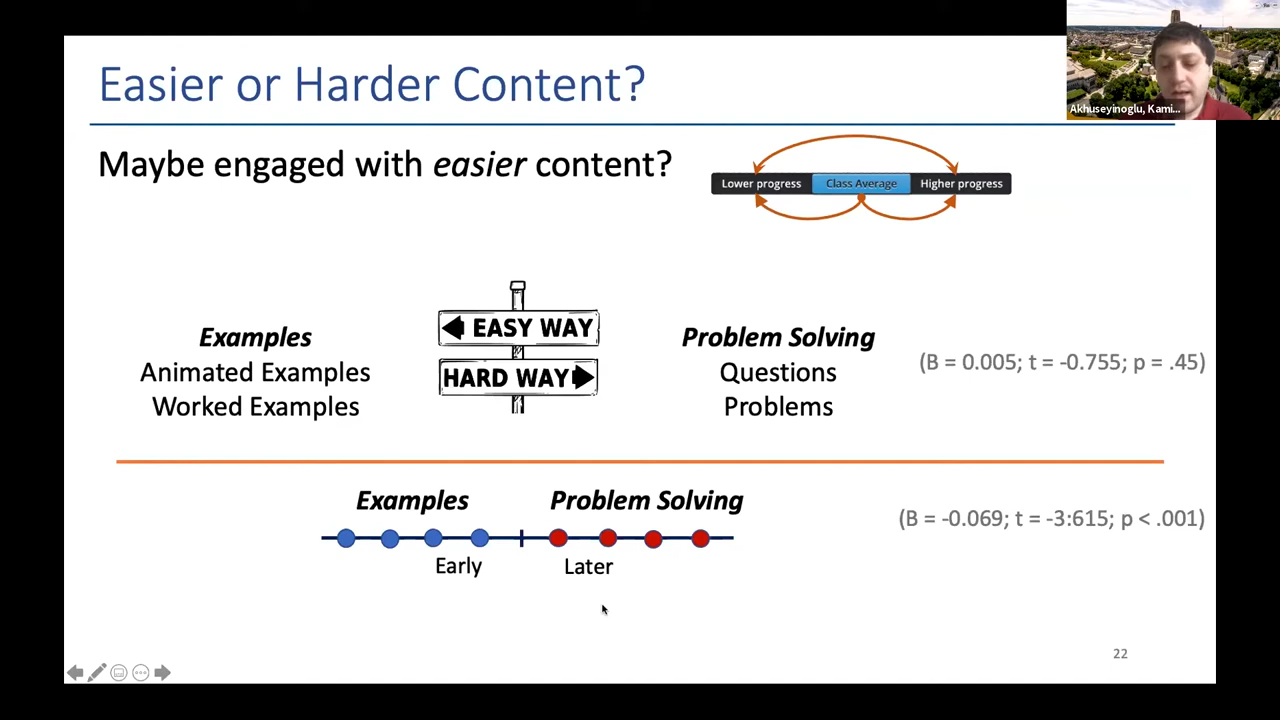 Easier or Harder Content?
Akhuseyinoglu, Kami...
Maybe engaged with easier content?
Lower progress
Class Average
Higher progress
EASY WAY
HARD WAY
Examples
Animated Examples
Worked Examples
Problem Solving
Questions
Problems
(B = 0.005; t = -0.755; p = .45)
Examples
Problem Solving
Early
Later
(B = -0.069; t = -3:615; p < .001)
22